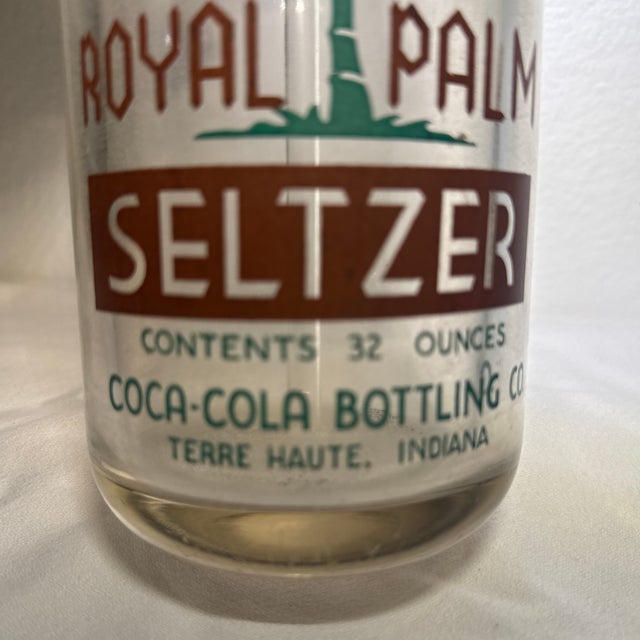 ROYAL PALM
SELTZER
CONTENTS 32 OUNCES
COCA-COLA BOTTLING CO.
TERRE HAUTE, INDIANA